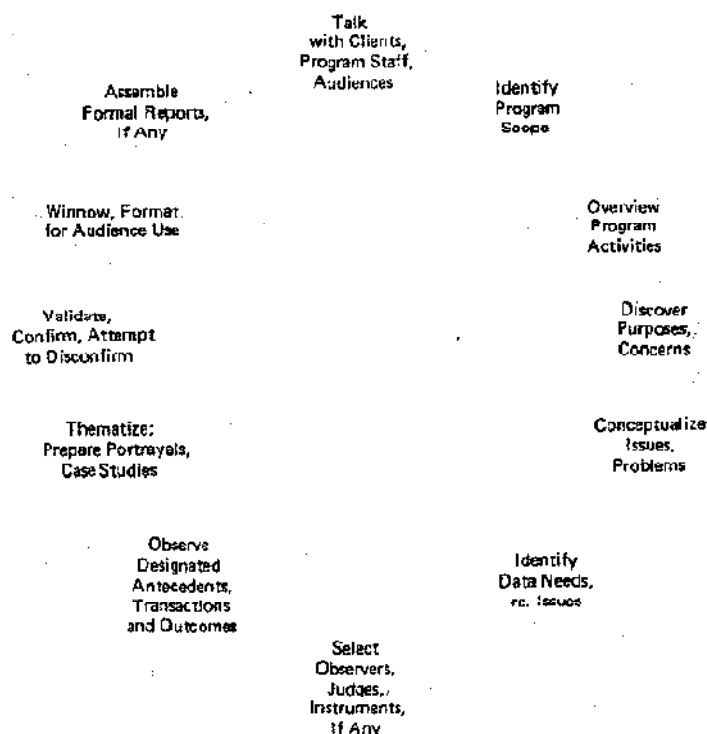 Talk
with Clients,
Program Staff,
Audiences
Identify
Program
Scope
Overview
Program
Activities
Discover
Purposes,
Concerns
Conceptualize
Issues,
Problems
Identify
Data Needs,
re. Issues
Select
Observers,
Judges,
Instruments,
If Any
Observe
Designated
Antecedents,
Transactions
and Outcomes
Thematize;
Prepare Portrayals,
Case Studies
Validate,
Confirm, Attempt
to Disconfirm
Winnow, Format
for Audience Use
Assemble
Formal Reports,
If Any